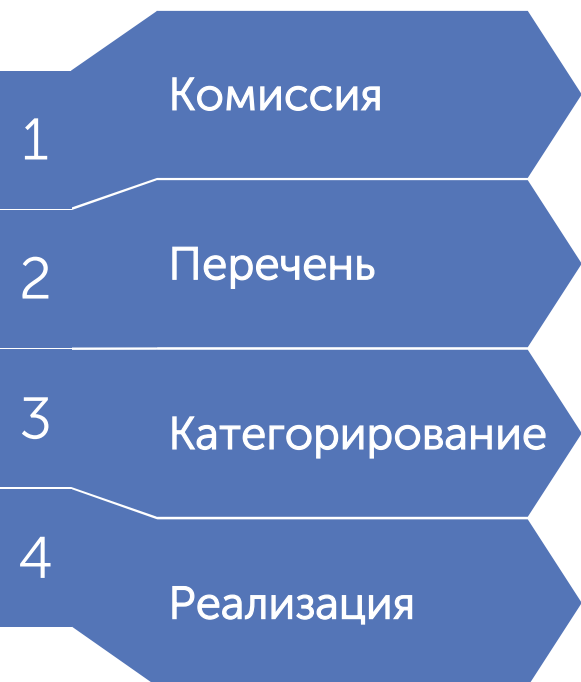 1
Комиссия
2
Перечень
3
Категорирование
4
Реализация